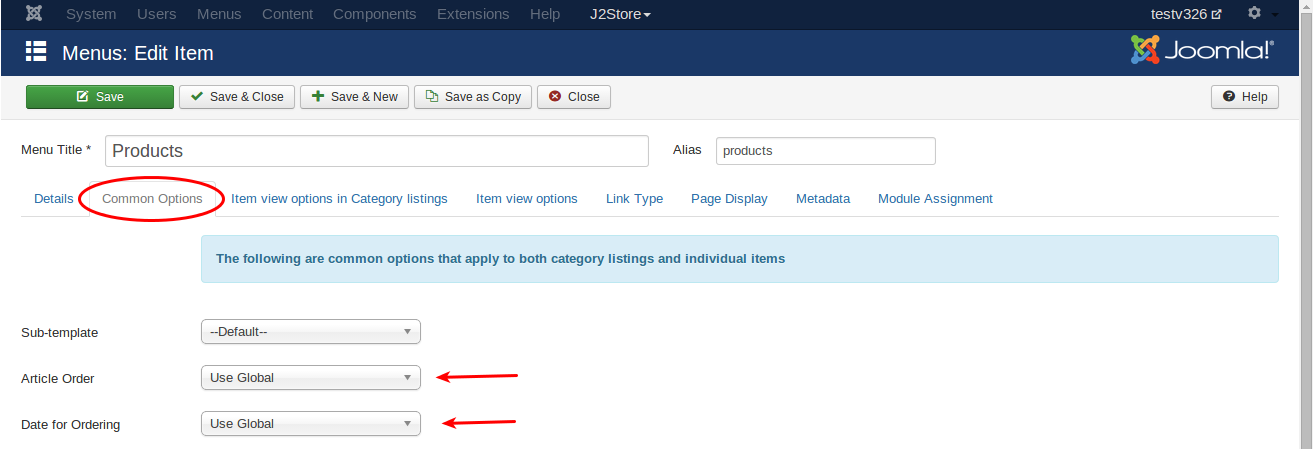 System Users Menus Content Components Extensions Help J2Store testv326
Menus: Edit Item Joomla!®
Save Save & Close Save & New Save as Copy Close Help
Menu Title * Products Alias products
Details Common Options Item view options in Category listings Item view options Link Type Page Display Metadata Module Assignment
The following are common options that apply to both category listings and individual items
Sub-template --Default--
Article Order Use Global
Date for Ordering Use Global